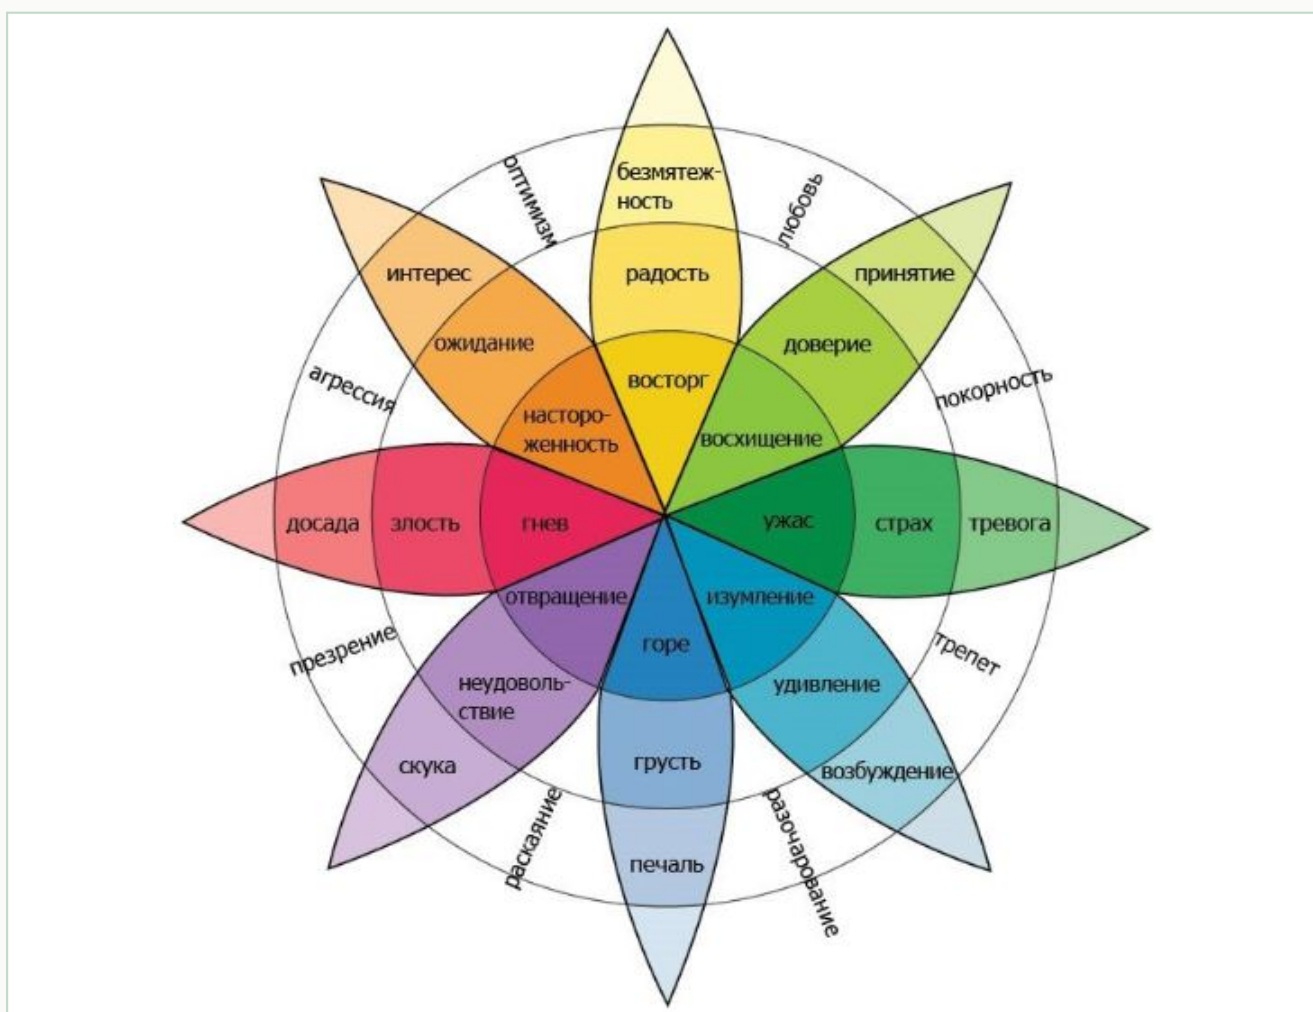 безмятеж-
ность
оптимизм
любовь
интерес
радость
принятие
ожидание
доверие
агрессия
покорность
восторг
насторо-
женность
восхищение
досада
злость
гнев
ужас
страх
тревога
отвращение
изумление
презрение
горе
трепет
неудоволь-
ствие
удивление
скука
грусть
возбуждение
раскаяние
разочарование
печаль